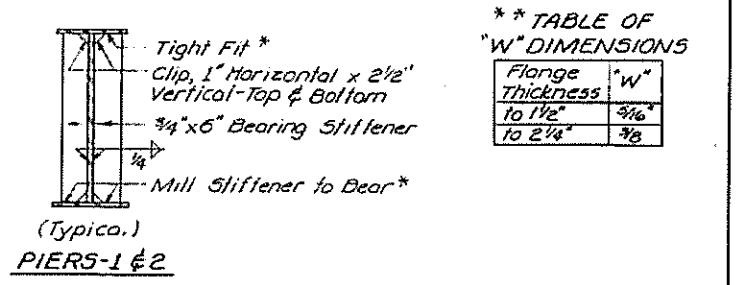 Tight Fit *
Clip, 1" Horizontal x 2½"
Vertical-Top & Bottom
¾"x6" Bearing Stiffener
¼
Mill Stiffener to Bear *
(Typica.)
PIERS-1 & 2
** TABLE OF
"W" DIMENSIONS
Flange Thickness "W"
to 1½" 5/16"
to 2¼" 3/8